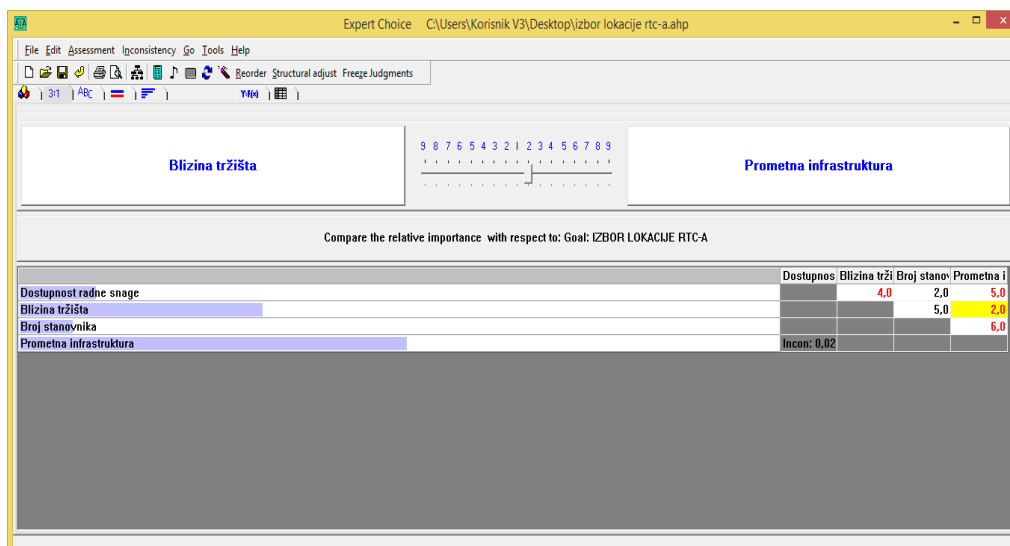 Expert Choice C:\Users\Korisnik V3\Desktop\izbor lokacije rtc-a.ahp
File Edit Assessment Inconsistency Go Tools Help
Reorder Structural adjust Freeze Judgments
3:1 ABC Y=f(x)
9 8 7 6 5 4 3 2 1 2 3 4 5 6 7 8 9
Blizina tržišta Prometna infrastruktura
Compare the relative importance with respect to: Goal: IZBOR LOKACIJE RTC-A
Dostupnos Blizina trži Broj stanov Prometna i
Dostupnost radne snage 4,0 2,0 5,0
Blizina tržišta 5,0 2,0
Broj stanovnika 6,0
Prometna infrastruktura Incon: 0,02